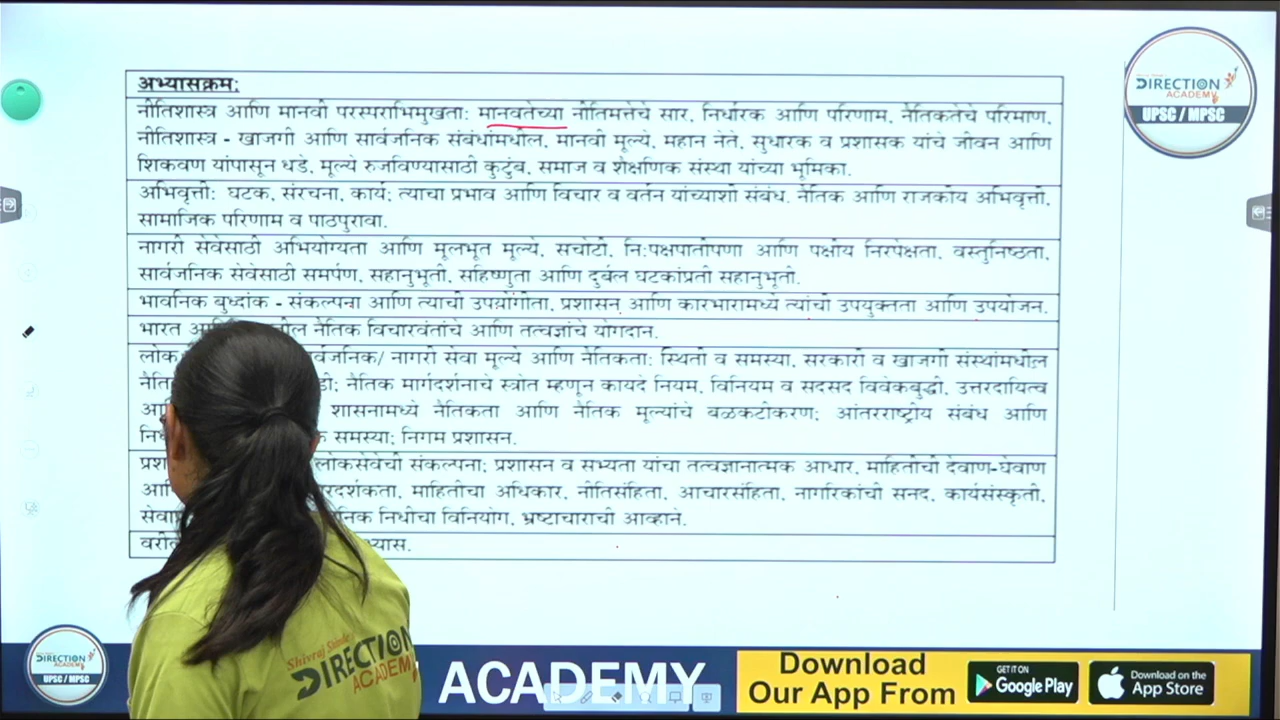 अभ्यासक्रम:
नीतिशास्त्र आणि मानवी परस्पराभिमुखता: मानवतेच्या नीतिमत्तेचे सार, निर्धारक आणि परिणाम, नैतिकतेचे परिमाण,
नीतिशास्त्र - खाजगी आणि सार्वजनिक संबंधांमधील, मानवी मूल्ये, महान नेते, सुधारक व प्रशासक यांचे जीवन आणि
शिकवण यांपासून धडे, मूल्ये रुजविण्यासाठी कुटुंब, समाज व शैक्षणिक संस्था यांच्या भूमिका.
अभिवृत्ती: घटक, संरचना, कार्य; त्याचा प्रभाव आणि विचार व वर्तन यांच्याशी संबंध, नैतिक आणि राजकीय अभिवृत्ती,
सामाजिक परिणाम व पाठपुरावा.
नागरी सेवेसाठी अभियोग्यता आणि मूलभूत मूल्ये, सचोटी, नि:पक्षपातीपणा आणि पक्षीय निरपेक्षता, वस्तुनिष्ठता,
सार्वजनिक सेवेसाठी समर्पण, सहानुभूती, सहिष्णुता आणि दुर्बल घटकांप्रती सहानुभूती.
भावनिक बुध्दांक - संकल्पना आणि त्याची उपयोगीता, प्रशासन आणि कारभारामध्ये त्यांची उपयुक्तता आणि उपयोजन.
भारत नैतिक विचारवंतांचे आणि तत्वज्ञांचे योगदान.
नागरी सेवा मूल्ये आणि नैतिकता: स्थिती व समस्या, सरकारी व खाजगी संस्थांमधील
नैतिक मार्गदर्शनाचे स्त्रोत म्हणून कायदे नियम, विनियम व सदसद विवेकबुद्धी, उत्तरदायित्व
शासनामध्ये नैतिकता आणि नैतिक मूल्यांचे बळकटीकरण; आंतरराष्ट्रीय संबंध आणि
समस्या; निगम प्रशासन.
लोकसेवेची संकल्पना; प्रशासन व सभ्यता यांचा तत्वज्ञानात्मक आधार, माहितीची देवाण-घेवाण
माहितीचा अधिकार, नीतिसंहिता, आचारसंहिता, नागरिकांची सनद, कार्यसंस्कृती,
निधीचा विनियोग, भ्रष्टाचाराची आव्हाने.
DIRECTION
ACADEMY
UPSC / MPSC
DIRECTION
ACADEMY
UPSC / MPSC
DIRECTION
ACADEMY
ACADEMY
Download
Our App From
GET IT ON
Google Play
Download on the
App Store